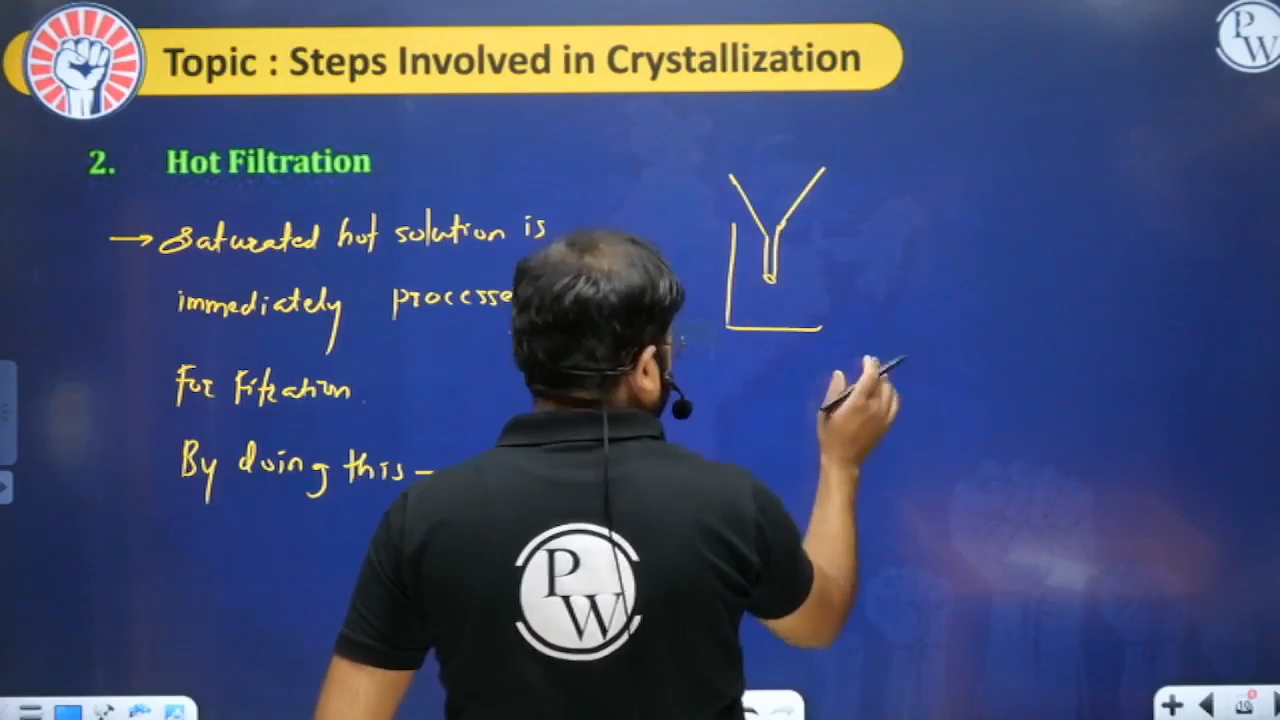 Topic : Steps Involved in Crystallization
PW
2. Hot Filtration
→ Saturated hot solution is
immediately processe
For Filtration
By doing this –
PW